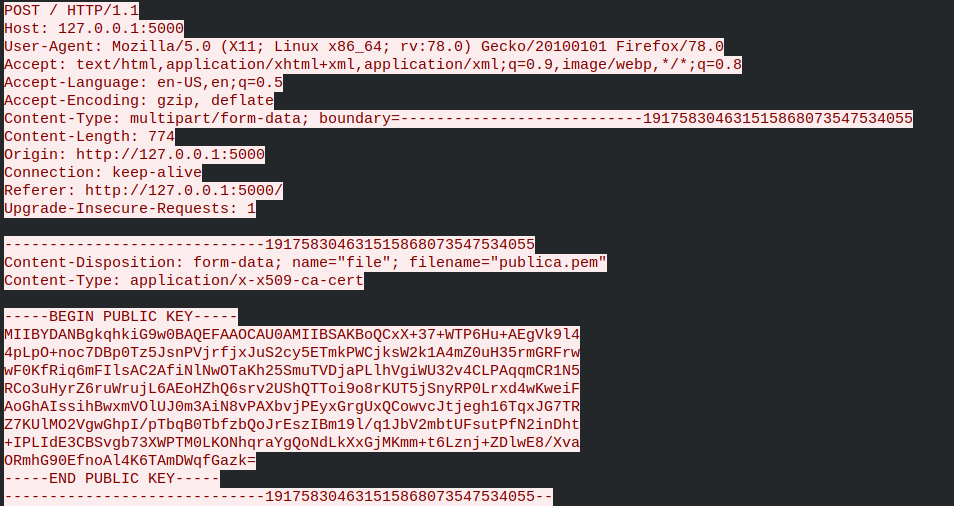 POST / HTTP/1.1
Host: 127.0.0.1:5000
User-Agent: Mozilla/5.0 (X11; Linux x86_64; rv:78.0) Gecko/20100101 Firefox/78.0
Accept: text/html,application/xhtml+xml,application/xml;q=0.9,image/webp,*/*;q=0.8
Accept-Language: en-US,en;q=0.5
Accept-Encoding: gzip, deflate
Content-Type: multipart/form-data; boundary=---------------------------191758304631515868073547534055
Content-Length: 774
Origin: http://127.0.0.1:5000
Connection: keep-alive
Referer: http://127.0.0.1:5000/
Upgrade-Insecure-Requests: 1
-----------------------------191758304631515868073547534055
Content-Disposition: form-data; name="file"; filename="publica.pem"
Content-Type: application/x-x509-ca-cert
-----BEGIN PUBLIC KEY-----
MIIBYDANBgkqhkiG9w0BAQEFAAOCAU0AMIIBSAKBoQCxX+37+WTP6Hu+AEgVk9l4
4pLpO+noc7DBp0Tz5JsnPVjrfjxJuS2cy5ETmkPWCjksW2k1A4mZ0uH35rmGRFrw
wF0KfRiq6mFIlsAC2AfiNlNwOTaKh25SmuTVDjaPLlhVgiWU32v4CLPAqqmCR1N5
RCo3uHyrZ6ruWrujL6AEoHZhQ6srv2UShQTToi9o8rKUT5jSnyRP0Lrxd4wKweiF
AoGhAIssihBwxmVOlUJ0m3AiN8vPAXbvjPEyxGrgUxQCowvcJtjegh16TqxJG7TR
Z7KUlMO2VgwGhpI/pTbqB0TbfzbQoJrEszIBm19l/q1JbV2mbtUFsutPfN2inDht
+IPLIdE3CBSvgb73XWPTM0LKONhqraYgQoNdLkXxGjMKmm+t6Lznj+ZDlwE8/Xva
ORmhG90EfnoAl4K6TAmDWqfGazk=
-----END PUBLIC KEY-----
-----------------------------191758304631515868073547534055--